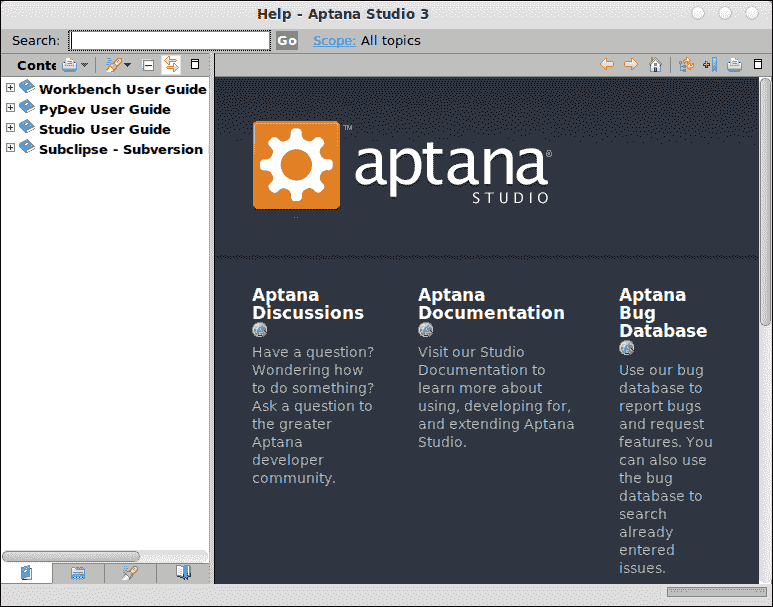 Help - Aptana Studio 3
Search:
Go
Scope: All topics
Conte
Workbench User Guide
PyDev User Guide
Studio User Guide
Subclipse - Subversion
aptana
STUDIO
™
®
Aptana
Discussions
Have a question?
Wondering how
to do something?
Ask a question to
the greater
Aptana
developer
community.
Aptana
Documentation
Visit our Studio
Documentation to
learn more about
using, developing for,
and extending Aptana
Studio.
Aptana
Bug
Database
Use our bug
database to
report bugs
and request
features. You
can also use
the bug
database to
search
already
entered
issues.